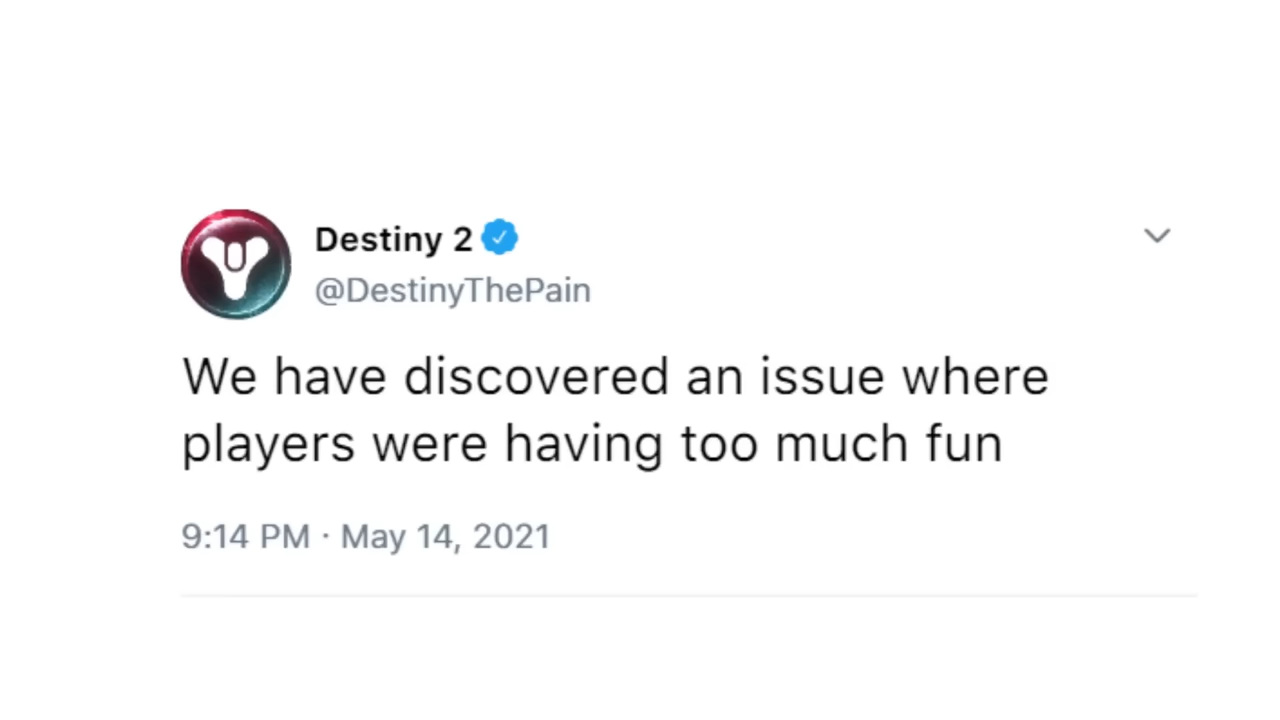 Destiny 2
@DestinyThePain
We have discovered an issue where
players were having too much fun
9:14 PM · May 14, 2021